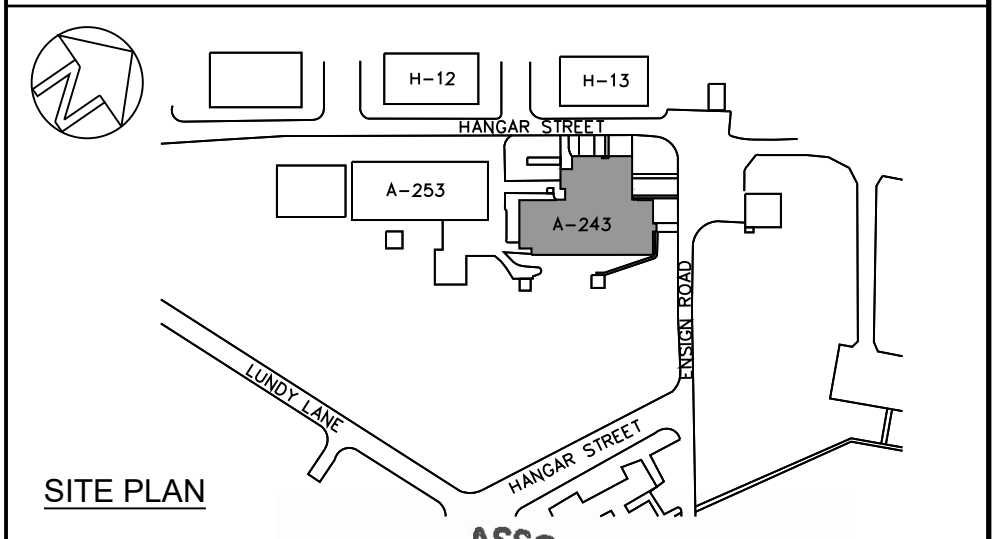 H-12
H-13
HANGAR STREET
A-253
A-243
ENSIGN ROAD
LUNDY LANE
HANGAR STREET
SITE PLAN